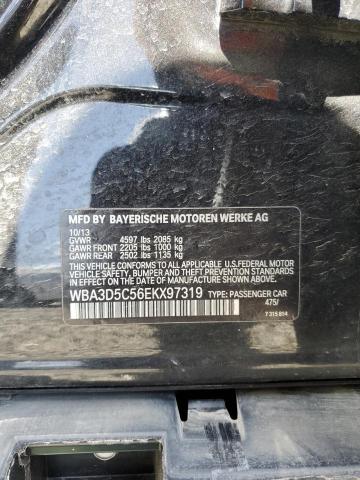 MFD BY BAYERISCHE MOTOREN WERKE AG
10/13
GVWR 4597 lbs 2085 kg
GAWR FRONT 2205 lbs 1000 kg
GAWR REAR 2502 lbs 1135 kg
THIS VEHICLE CONFORMS TO ALL APPLICABLE U.S.FEDERAL MOTOR
VEHICLE SAFETY, BUMPER, AND THEFT PREVENTION STANDARDS
IN EFFECT ON THE DATE OF MANUFACTURE SHOWN ABOVE.
WBA3D5C56EKX97319 TYPE: PASSENGER CAR
475/
7 315 814